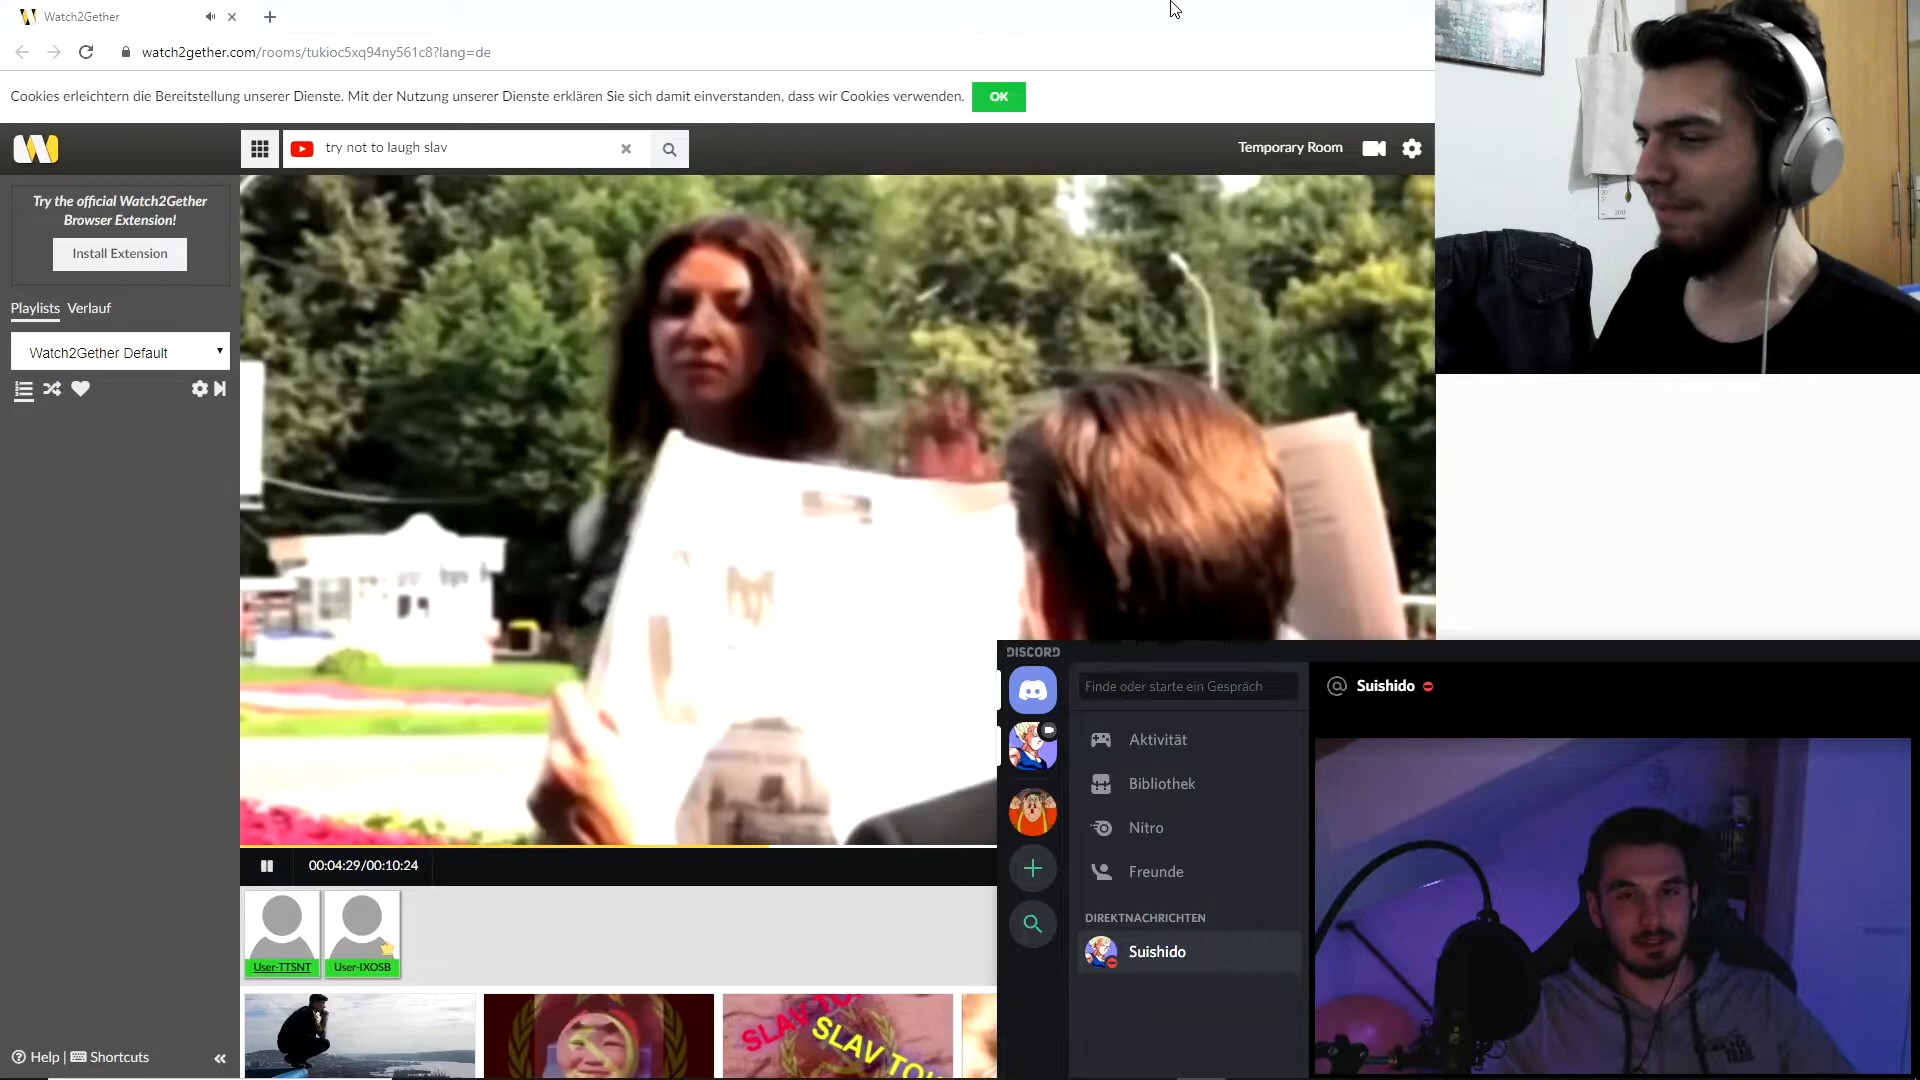 Watch2Gether
watch2gether.com/rooms/tukioc5xq94ny561c8?lang=de
Cookies erleichtern die Bereitstellung unserer Dienste. Mit der Nutzung unserer Dienste erklären Sie sich damit einverstanden, dass wir Cookies verwenden. OK
try not to laugh slav
Temporary Room
Try the official Watch2Gether
Browser Extension!
Install Extension
Playlists Verlauf
Watch2Gether Default
00:04:29/00:10:24
User-TTSNT
User-IXOSB
SLAV
SLAV
Help | Shortcuts
DISCORD
Finde oder starte ein Gespräch
Aktivität
Bibliothek
Nitro
Freunde
DIREKTNACHRICHTEN
Suishido
Suishido
2017